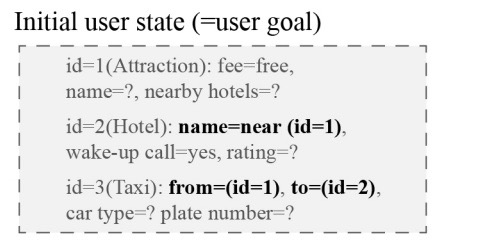 Initial user state (=user goal)
id=1(Attraction): fee=free,
name=?, nearby hotels=?
id=2(Hotel): name=near (id=1),
wake-up call=yes, rating=?
id=3(Taxi): from=(id=1), to=(id=2),
car type=? plate number=?